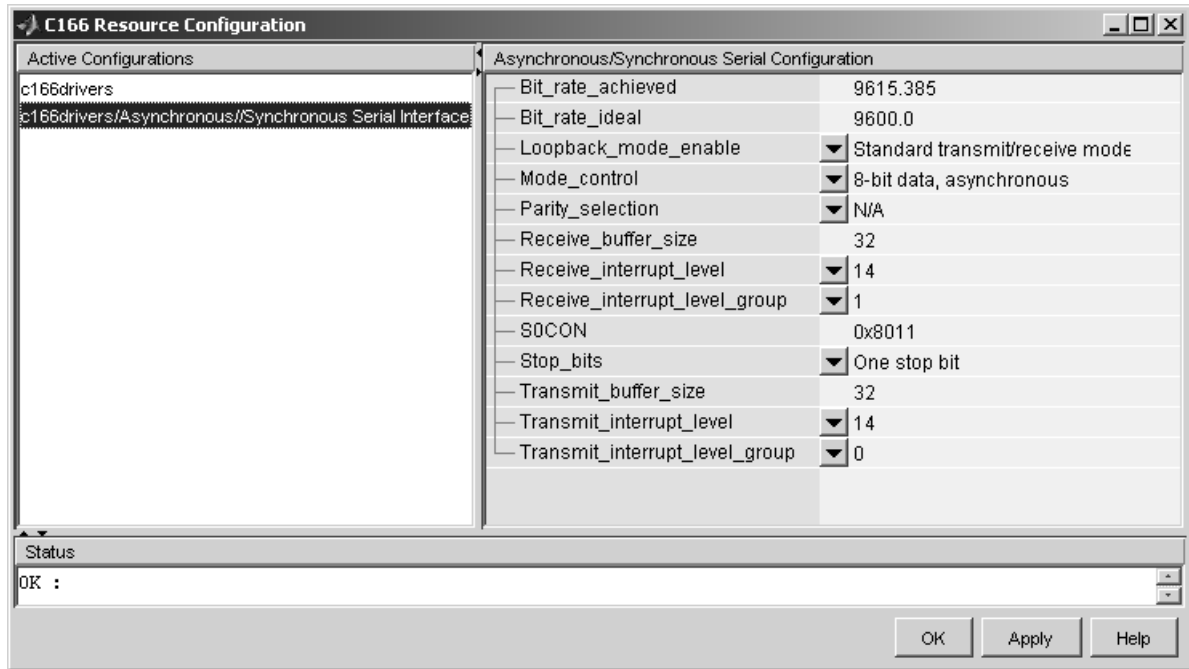 C166 Resource Configuration
Active Configurations
c166drivers
c166drivers/Asynchronous//Synchronous Serial Interface
Asynchronous/Synchronous Serial Configuration
Bit_rate_achieved 9615.385
Bit_rate_ideal 9600.0
Loopback_mode_enable Standard transmit/receive mode
Mode_control 8-bit data, asynchronous
Parity_selection N/A
Receive_buffer_size 32
Receive_interrupt_level 14
Receive_interrupt_level_group 1
S0CON 0x8011
Stop_bits One stop bit
Transmit_buffer_size 32
Transmit_interrupt_level 14
Transmit_interrupt_level_group 0
Status
OK :
OK Apply Help